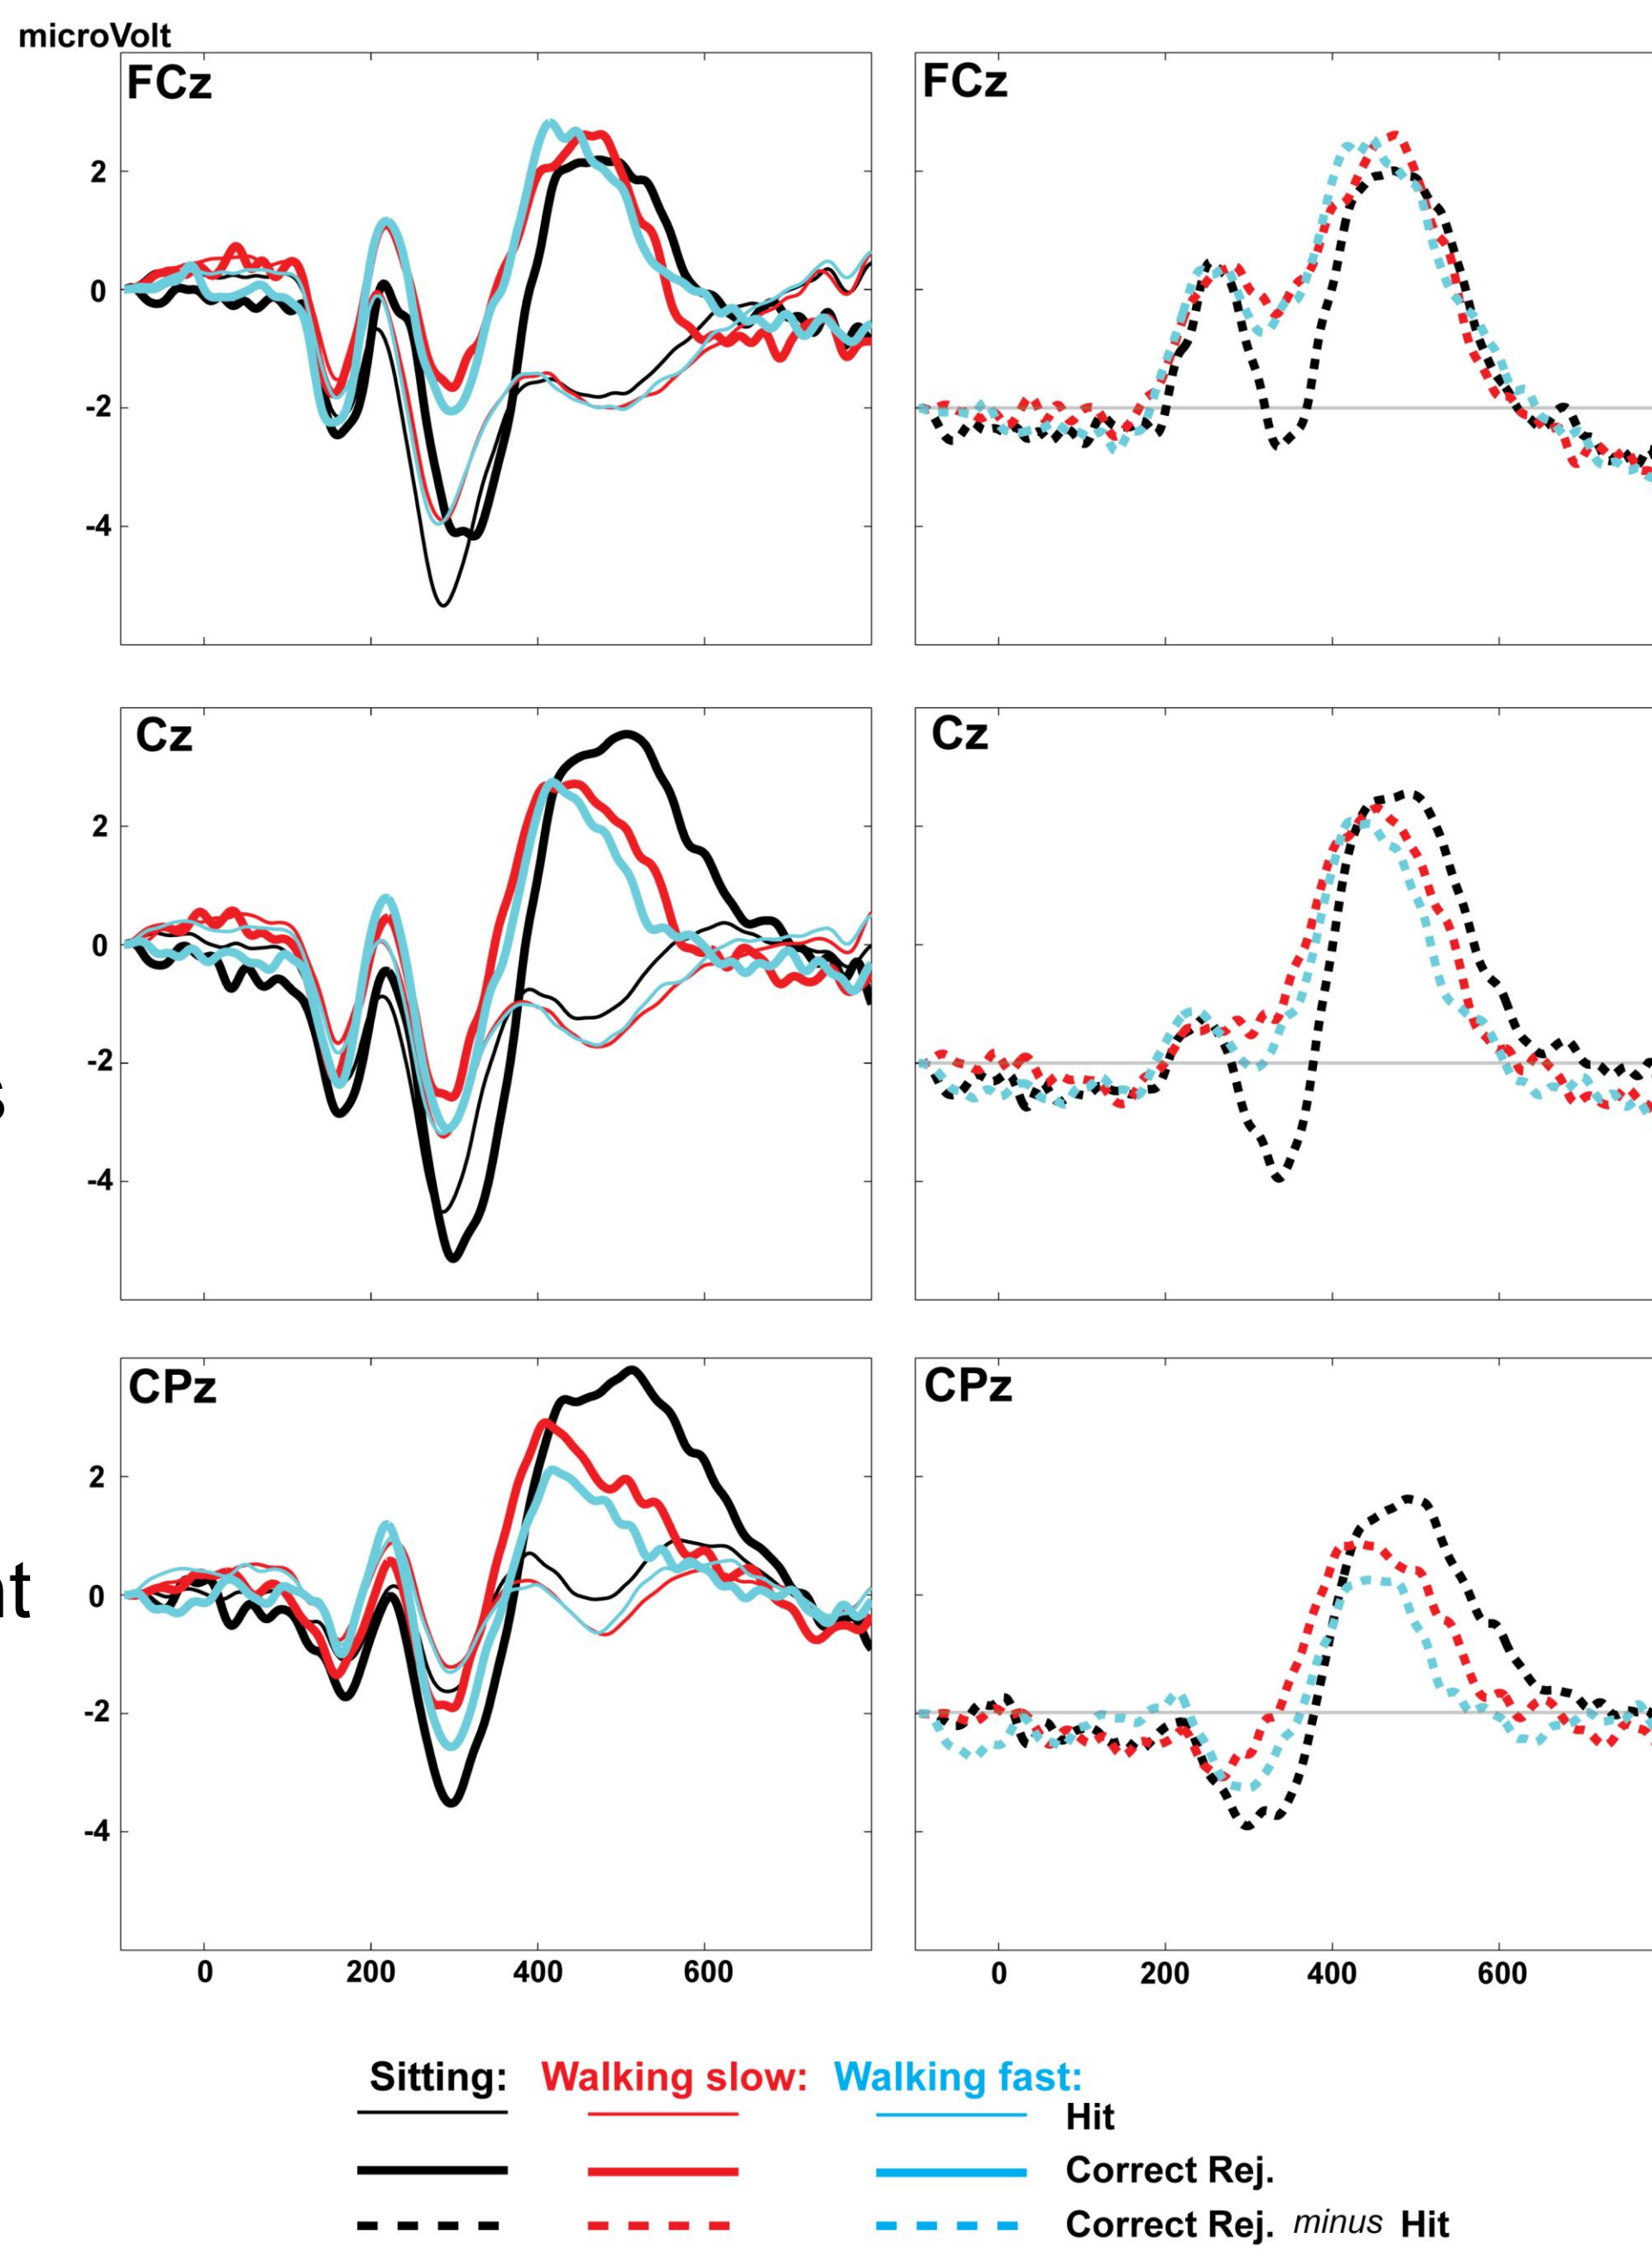 microVolt
FCz FCz
2
0
-2
-4
s
Cz Cz
2
0
-2
-4
nt
CPz CPz
2
0
-2
-4
0 200 400 600 0 200 400 600
Sitting: Walking slow: Walking fast:
Hit
Correct Rej.
Correct Rej. minus Hit